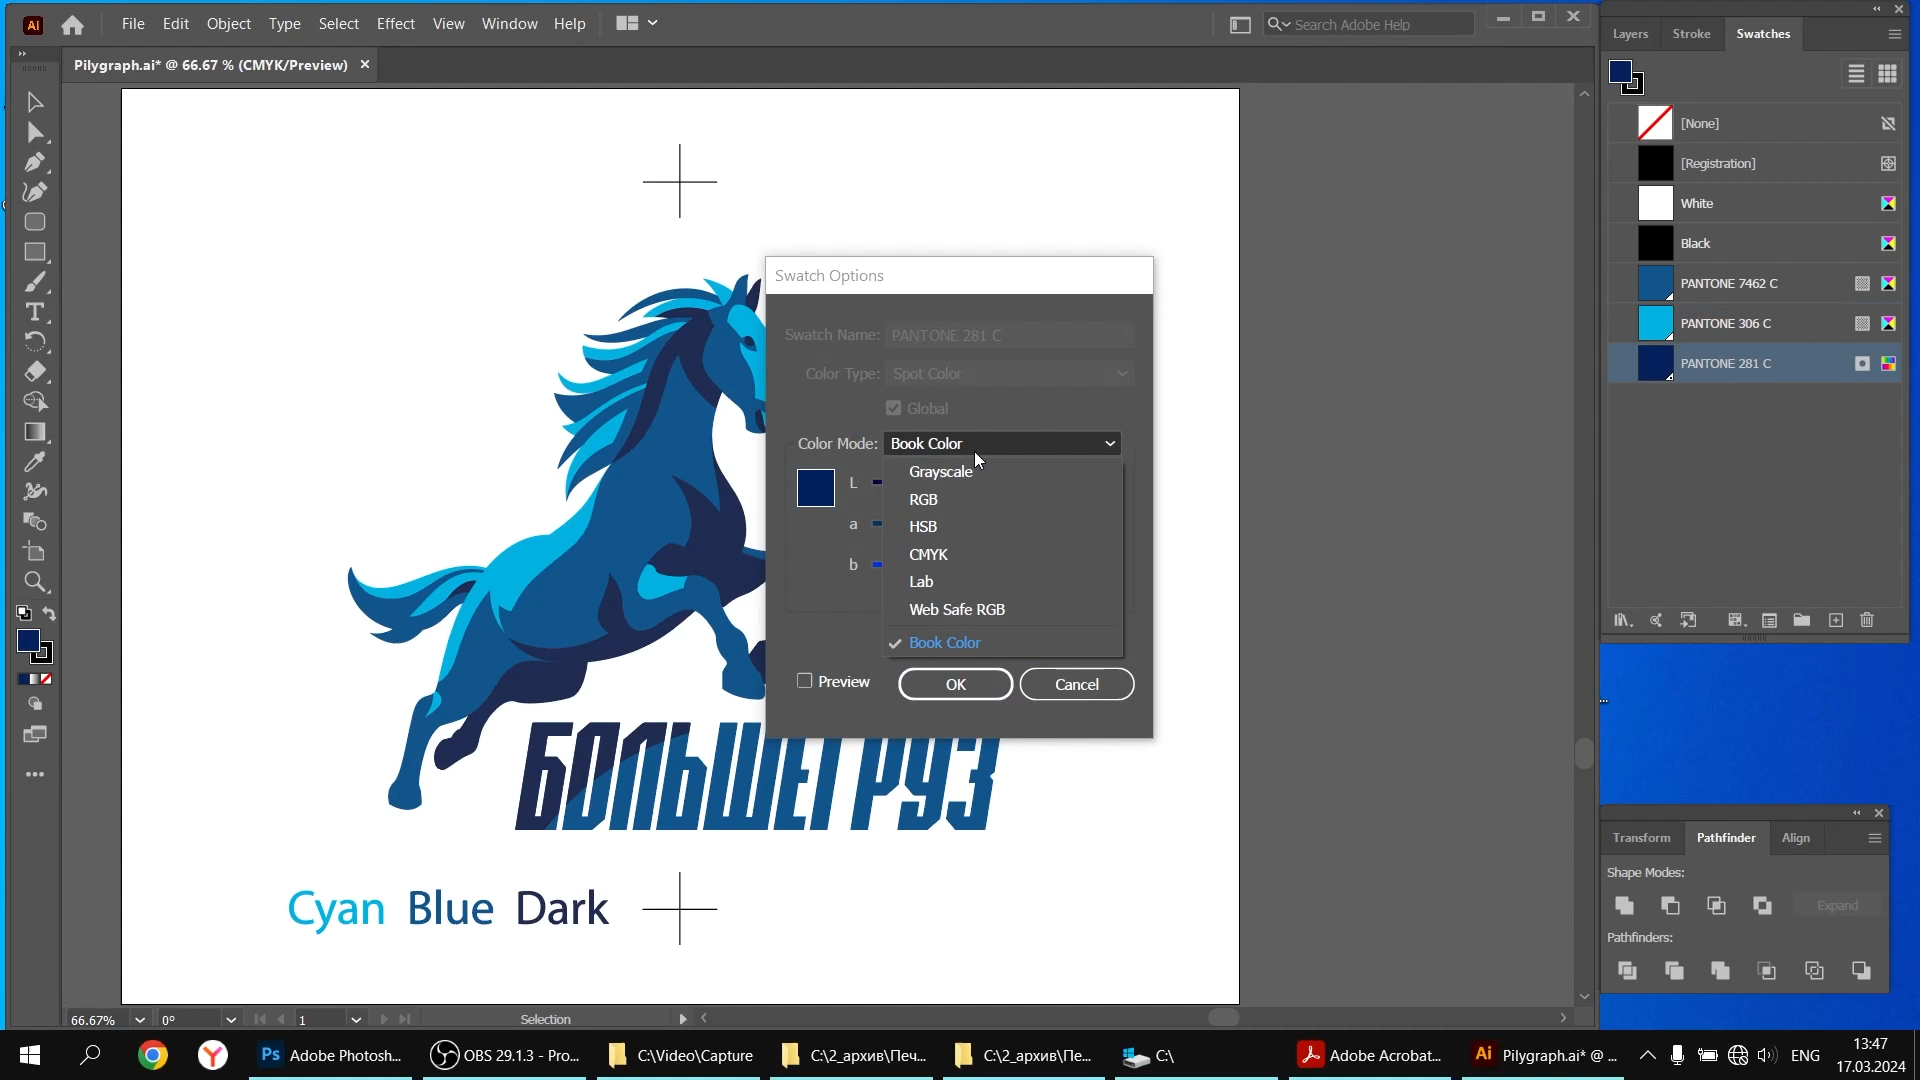 Ai File Edit Object Type Select Effect View Window Help Search Adobe Help
Pilygraph.ai* @ 66.67 % (CMYK/Preview) ×
Layers Stroke Swatches
[None]
[Registration]
White
Black
PANTONE 7462 C
PANTONE 306 C
PANTONE 281 C
Swatch Options
Swatch Name: PANTONE 281 C
Color Type: Spot Color
Global
Color Mode: Book Color
Grayscale
RGB
HSB
CMYK
Lab
Web Safe RGB
Book Color
L
a
b
Preview OK Cancel
БОЛЬШЕГРУЗ
Cyan Blue Dark
Transform Pathfinder Align
Shape Modes:
Expand
Pathfinders:
66.67% 0° 1 Selection
Ps Adobe Photosh... OBS 29.1.3 - Pro... C:\Video\Capture C:\2_архив\Печ... C:\2_архив\Пе... C:\ Adobe Acrobat... Ai Pilygraph.ai* @ ... ENG
13:47
17.03.2024